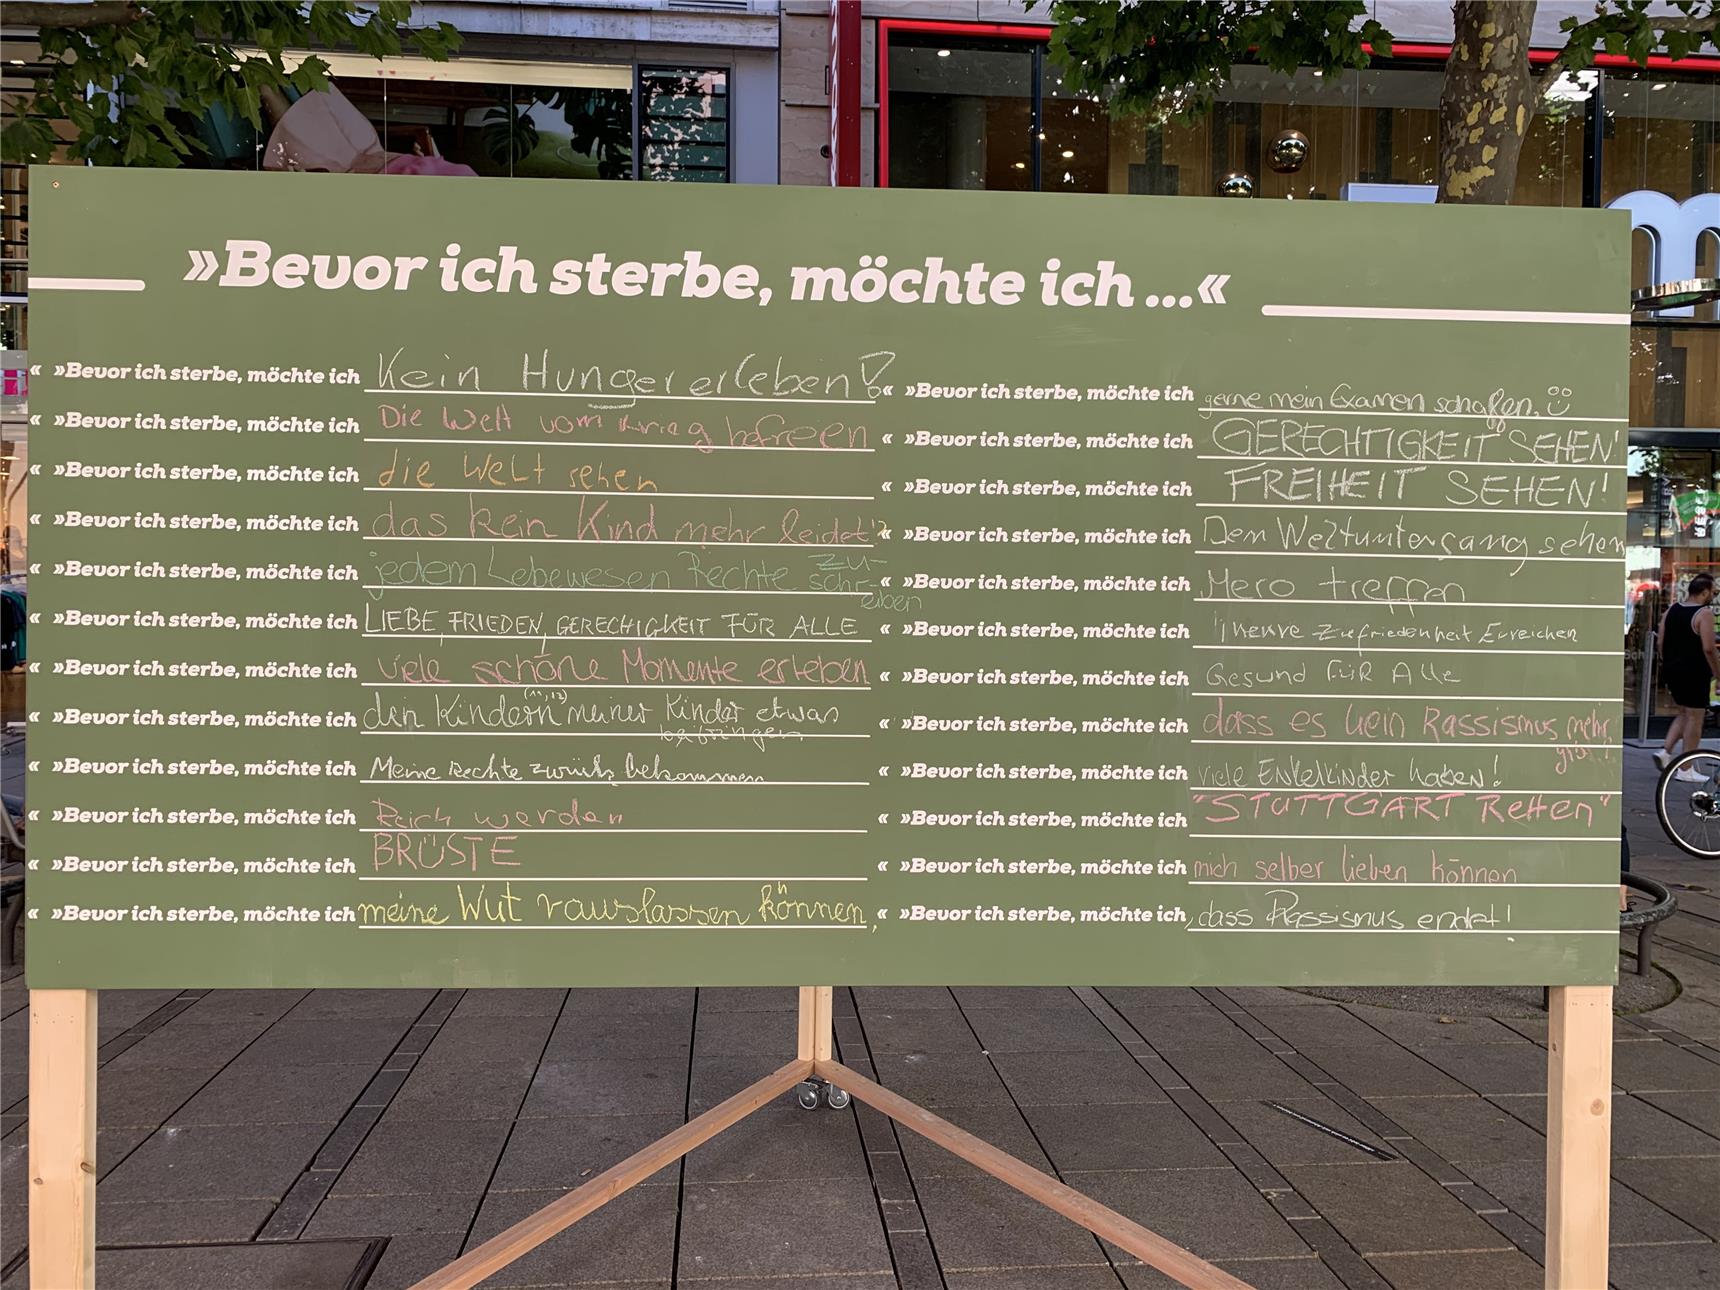 »Bevor ich sterbe, möchte ich ...«
« »Bevor ich sterbe, möchte ich Kein Hunger erleben!
« »Bevor ich sterbe, möchte ich Die Welt vom Krieg befreen
« »Bevor ich sterbe, möchte ich die Welt sehen
« »Bevor ich sterbe, möchte ich das kein Kind mehr leidet!
« »Bevor ich sterbe, möchte ich jedem Lebewesen Rechte zu-
schreiben
« »Bevor ich sterbe, möchte ich LIEBE, FRIEDEN, GERECHIGKEIT FÜR ALLE
« »Bevor ich sterbe, möchte ich viele schöne Momente erleben
« »Bevor ich sterbe, möchte ich den Kindern (11,12) meiner Kinder etwas
beibringen
« »Bevor ich sterbe, möchte ich Meine Rechte zurück bekommen
« »Bevor ich sterbe, möchte ich Reich werden
« »Bevor ich sterbe, möchte ich BRÜSTE
« »Bevor ich sterbe, möchte ich meine Wut rauslassen können,
« »Bevor ich sterbe, möchte ich gerne mein Examen schaffen.
« »Bevor ich sterbe, möchte ich GERECHTIGKEIT SEHEN!
« »Bevor ich sterbe, möchte ich FREIHEIT SEHEN!
« »Bevor ich sterbe, möchte ich Den Weltuntergang sehen
« »Bevor ich sterbe, möchte ich Mero treffen
« »Bevor ich sterbe, möchte ich Zufriedenheit Erreichen
« »Bevor ich sterbe, möchte ich Gesund FÜR Alle
« »Bevor ich sterbe, möchte ich dass es kein Rassismus mehr
gibt!
« »Bevor ich sterbe, möchte ich viele Enkelkinder haben!
« »Bevor ich sterbe, möchte ich "STUTTGART Retten"
« »Bevor ich sterbe, möchte ich mich selber lieben können
« »Bevor ich sterbe, möchte ich, dass Rassismus endet!